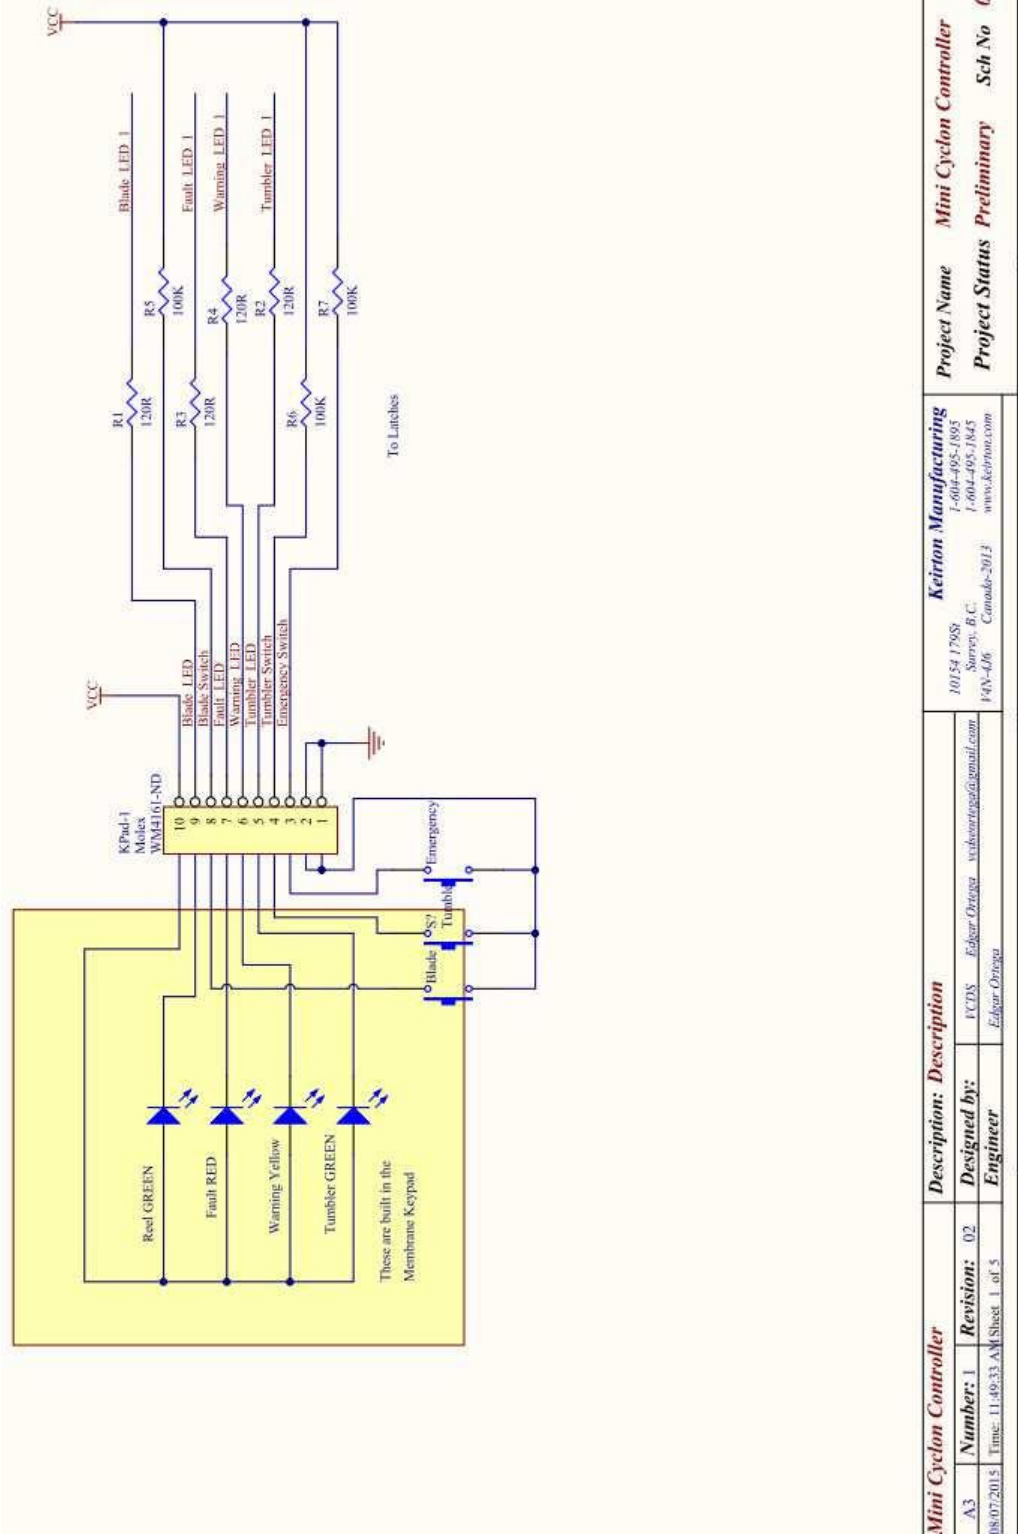 VCC
Blade LED 1
R5
100K
Fault LED 1
Warning LED 1
Tumbler LED 1
R4
120R
R2
120R
R7
100K
R1
120R
R3
120R
R6
100K
To Latches
VCC
Blade LED
Blade Switch
Fault LED
Warning LED
Tumbler LED
Tumbler Switch
Emergency Switch
KPad-1
Molex
WM4161-ND
10
9
8
7
6
5
4
3
2
1
Emergency
S?
Tumble
Blade
Reel GREEN
Fault RED
Warning Yellow
Tumbler GREEN
These are built in the
Membrane Keypad
Mini Cyclon Controller
A3
Number: 1
Revision: 02
08/07/2015
Time: 11:49:33 AM
Sheet 1 of 5
Description: Description
Designed by:
VCDS
Edgar Ortega
vcdseortega@gmail.com
Engineer
Edgar Ortega
Keirton Manufacturing
10154 179St
1-604-495-1895
Surrey, B.C.
1-604-495-1845
V4N-4J6
Canada-2013
www.keirton.com
Project Name Mini Cyclon Controller
Project Status Preliminary
Sch No